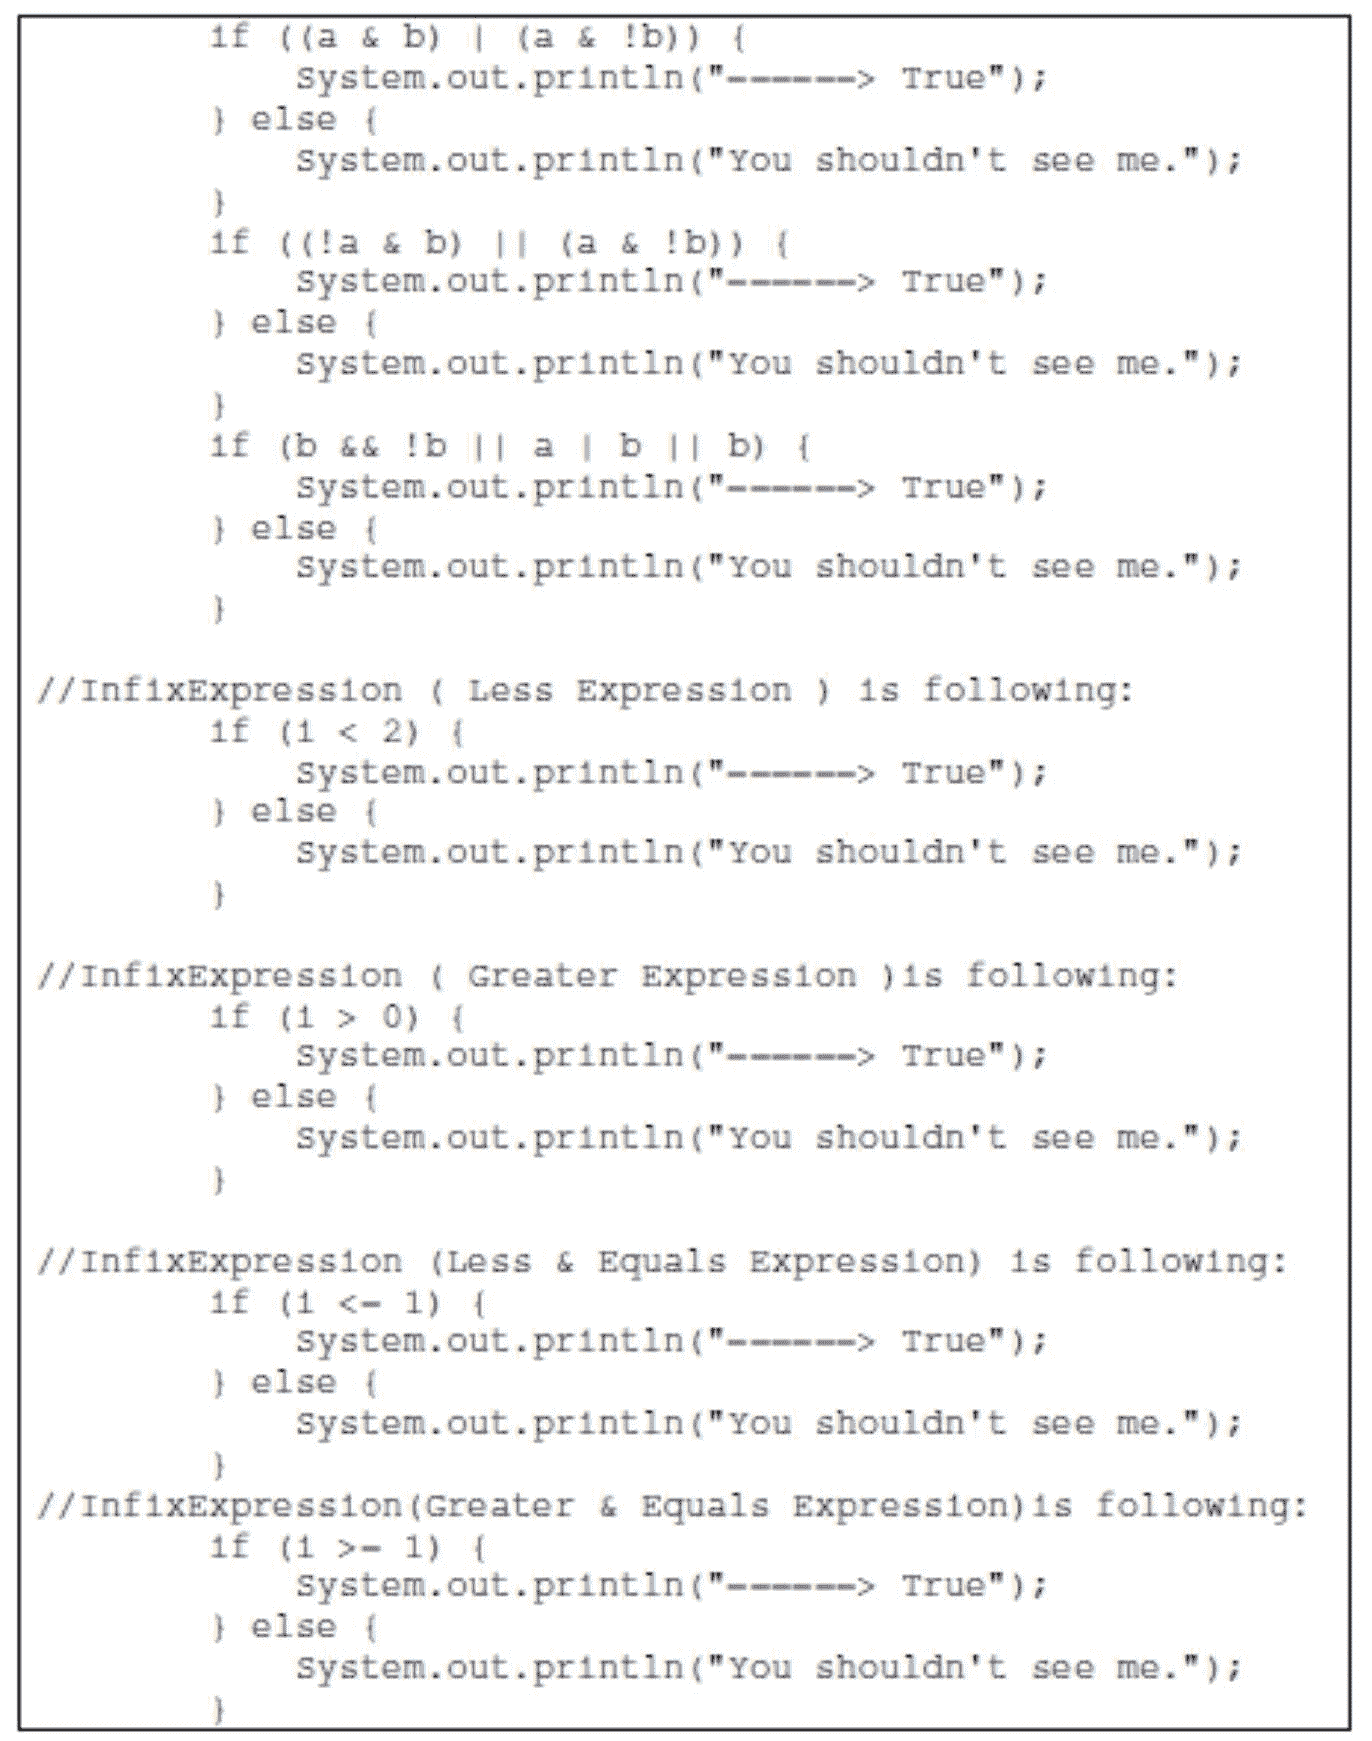 if ((a & b) | (a & !b)) {
System.out.println("------> True");
} else {
System.out.println("You shouldn't see me.");
}
if ((!a & b) || (a & !b)) {
System.out.println("------> True");
} else {
System.out.println("You shouldn't see me.");
}
if (b && !b || a | b || b) {
System.out.println("------> True");
} else {
System.out.println("You shouldn't see me.");
}
//InfixExpression ( Less Expression ) is following:
if (i < 2) {
System.out.println("------> True");
} else {
System.out.println("You shouldn't see me.");
}
//InfixExpression ( Greater Expression )is following:
if (i > 0) {
System.out.println("------> True");
} else {
System.out.println("You shouldn't see me.");
}
//InfixExpression (Less & Equals Expression) is following:
if (i <= 1) {
System.out.println("------> True");
} else {
System.out.println("You shouldn't see me.");
}
//InfixExpression(Greater & Equals Expression)is following:
if (i >= 1) {
System.out.println("------> True");
} else {
System.out.println("You shouldn't see me.");
}